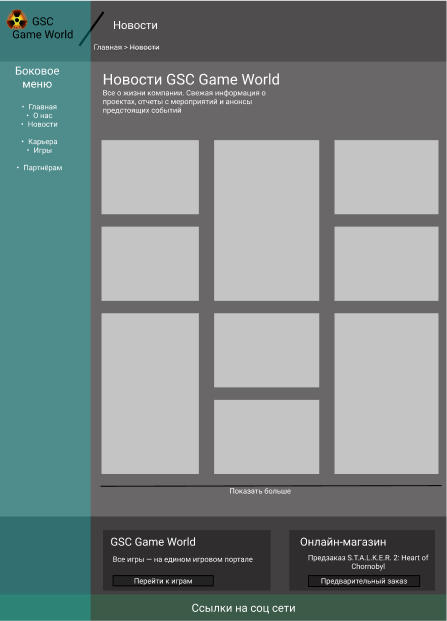 GSC
Game World
Новости
Главная > Новости
Боковое
меню
• Главная
• О нас
• Новости
• Карьера
• Игры
• Партнёрам
Новости GSC Game World
Все о жизни компании. Свежая информация о
проектах, отчеты с мероприятий и анонсы
предстоящих событий
Показать больше
GSC Game World
Все игры — на едином игровом портале
Перейти к играм
Онлайн-магазин
Предзаказ S.T.A.L.K.E.R. 2: Heart of
Chornobyl
Предварительный заказ
Ссылки на соц сети